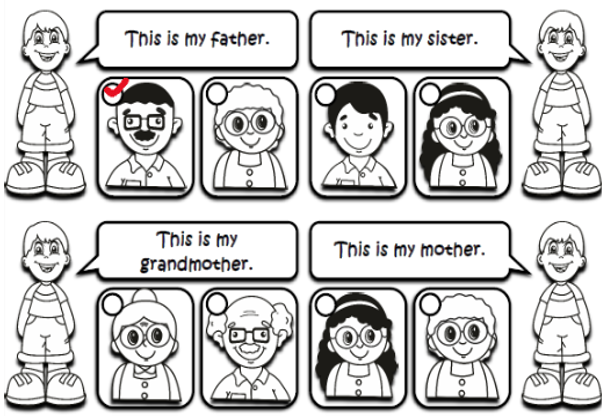 This is my father.
This is my sister.
This is my
grandmother.
This is my mother.